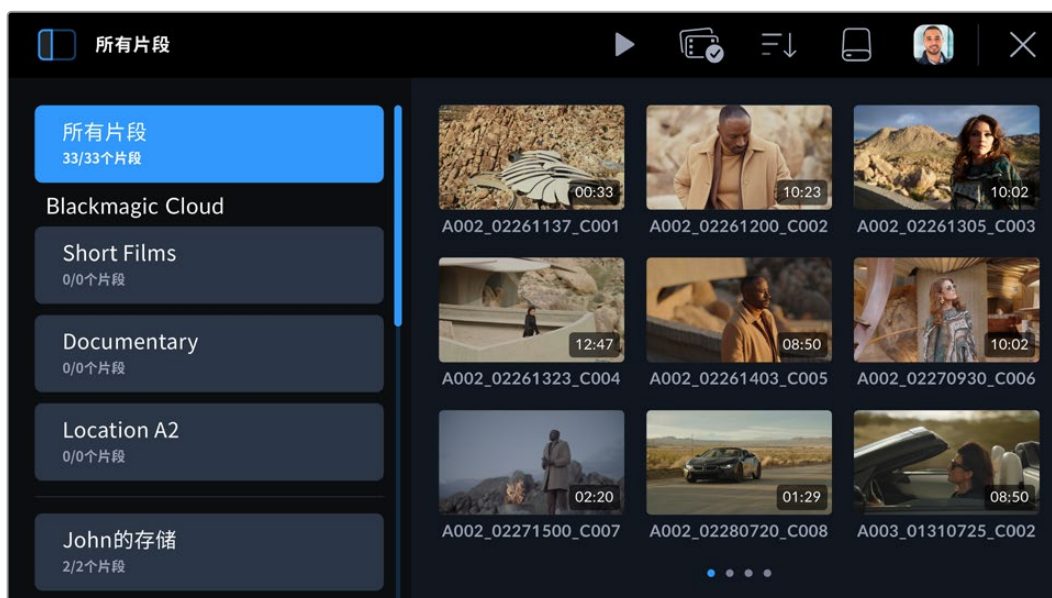 所有片段
所有片段
33/33个片段
Blackmagic Cloud
Short Films
0/0个片段
Documentary
0/0个片段
Location A2
0/0个片段
John的存储
2/2个片段
00:33
10:23
10:02
A002_02261137_C001
A002_02261200_C002
A002_02261305_C003
12:47
08:50
10:02
A002_02261323_C004
A002_02261403_C005
A002_02270930_C006
02:20
01:29
08:50
A002_02271500_C007
A002_02280720_C008
A003_01310725_C002